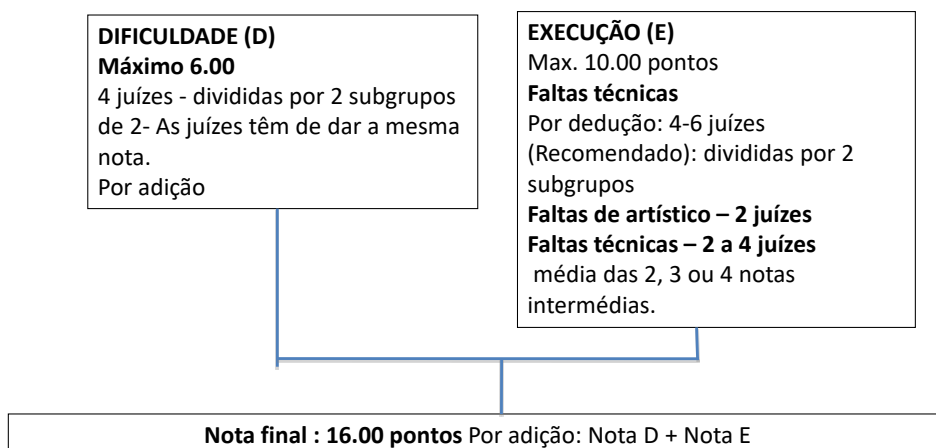 DIFICULDADE (D)
Máximo 6.00
4 juízes - divididas por 2 subgrupos
de 2- As juízes têm de dar a mesma
nota.
Por adição
EXECUÇÃO (E)
Max. 10.00 pontos
Faltas técnicas
Por dedução: 4-6 juízes
(Recomendado): divididas por 2
subgrupos
Faltas de artístico – 2 juízes
Faltas técnicas – 2 a 4 juízes
média das 2, 3 ou 4 notas
intermédias.
Nota final : 16.00 pontos Por adição: Nota D + Nota E